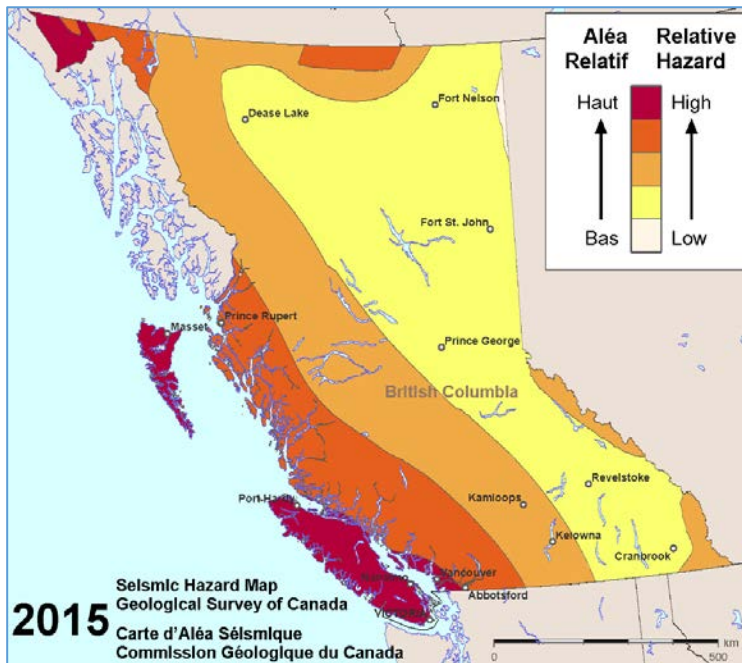 Aléa Relatif
Relative Hazard
Haut
High
Bas
Low
Dease Lake
Fort Nelson
Fort St. John
Prince Rupert
Masset
Prince George
British Columbia
Revelstoke
Port Hardy
Kamloops
Kelowna
Cranbrook
Nanaimo
Vancouver
Abbotsford
VICTORIA
2015
Seismic Hazard Map
Geological Survey of Canada
Carte d'Aléa Séismique
Commission Géologique du Canada
0
500
km